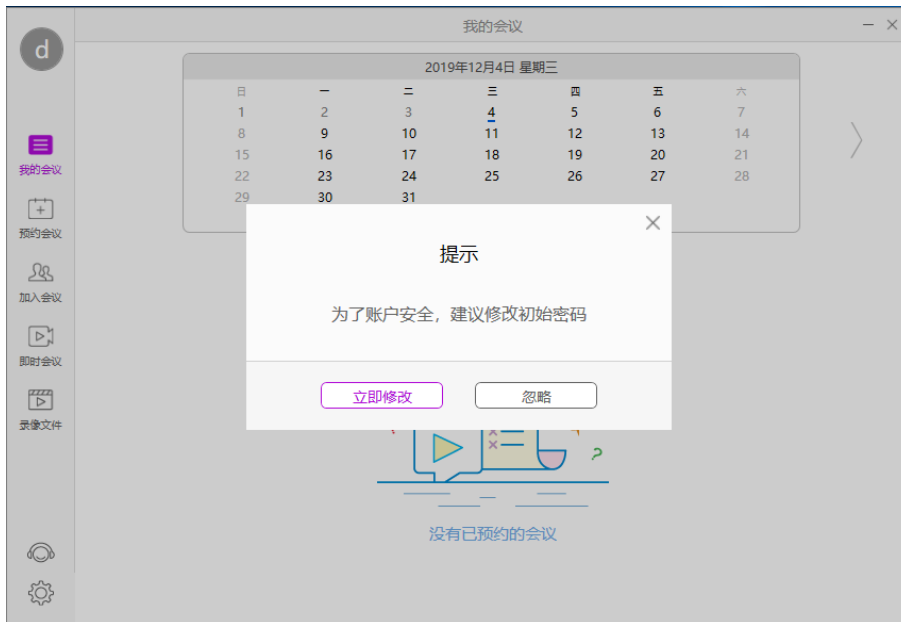 我的会议
d
2019年12月4日 星期三
日 一 二 三 四 五 六
1 2 3 4 5 6 7
8 9 10 11 12 13 14
15 16 17 18 19 20 21
22 23 24 25 26 27 28
29 30 31
我的会议
预约会议
加入会议
即时会议
录像文件
提示
为了账户安全，建议修改初始密码
立即修改 忽略
没有已预约的会议